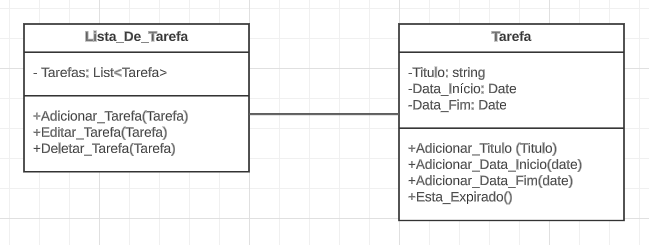 Lista_De_Tarefa
- Tarefas: List<Tarefa>
+Adicionar_Tarefa(Tarefa)
+Editar_Tarefa(Tarefa)
+Deletar_Tarefa(Tarefa)
Tarefa
-Titulo: string
-Data_Início: Date
-Data_Fim: Date
+Adicionar_Titulo (Titulo)
+Adicionar_Data_Inicio(date)
+Adicionar_Data_Fim(date)
+Esta_Expirado()